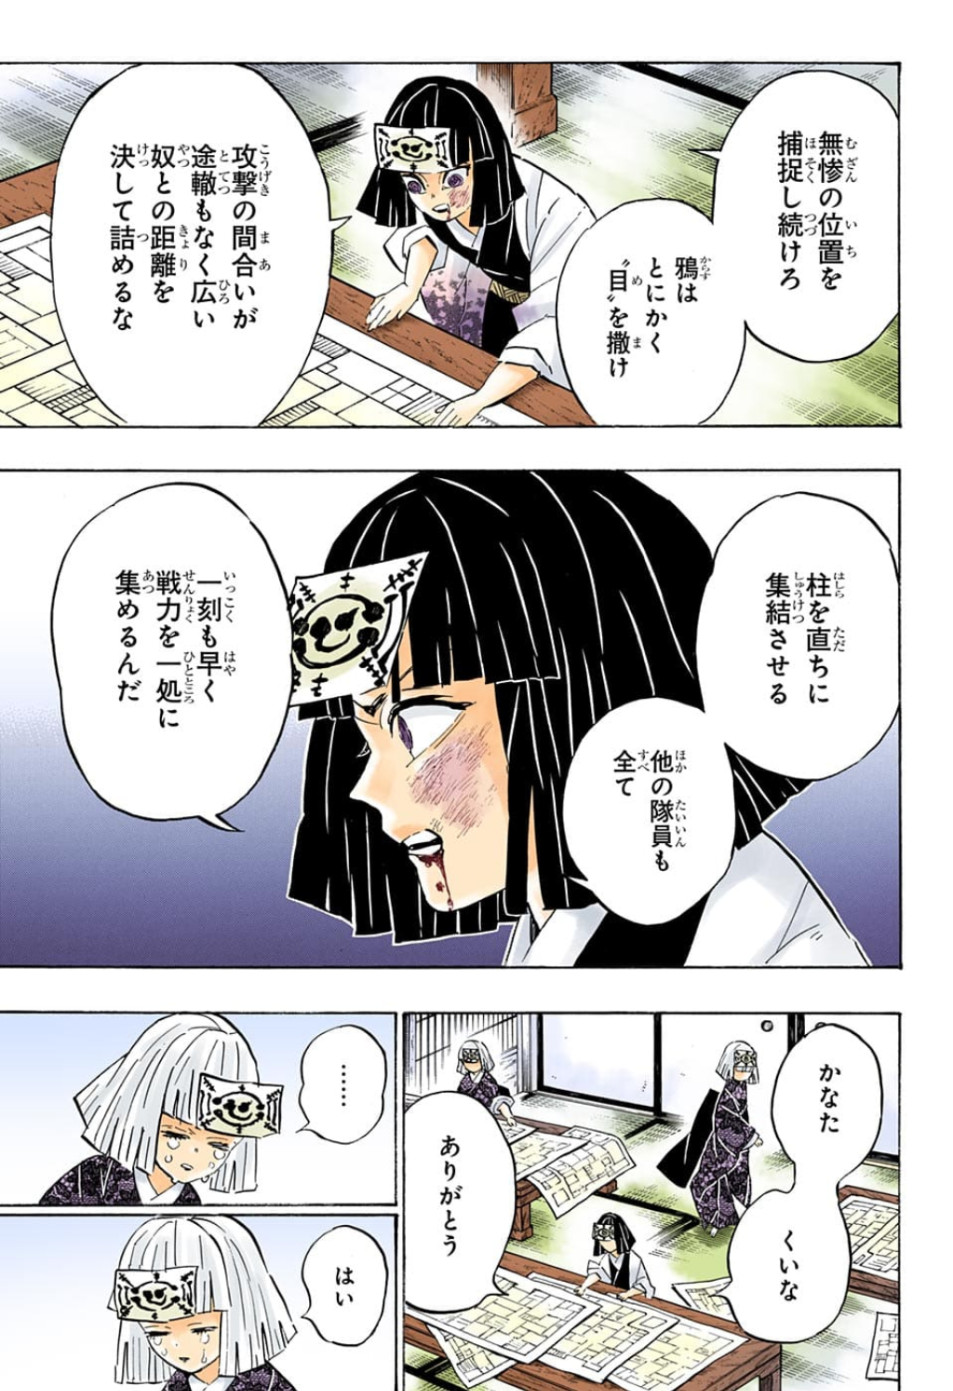 無惨の位置を
捕捉し続けろ
鴉は
とにかく
〝目〟を撒け
攻撃の間合いが
途轍もなく広い
奴との距離を
決して詰めるな
柱を直ちに
集結させる
他の隊員も
全て
一刻も早く
戦力を一処に
集めるんだ
かなた
くいな
ありがとう
……
はい